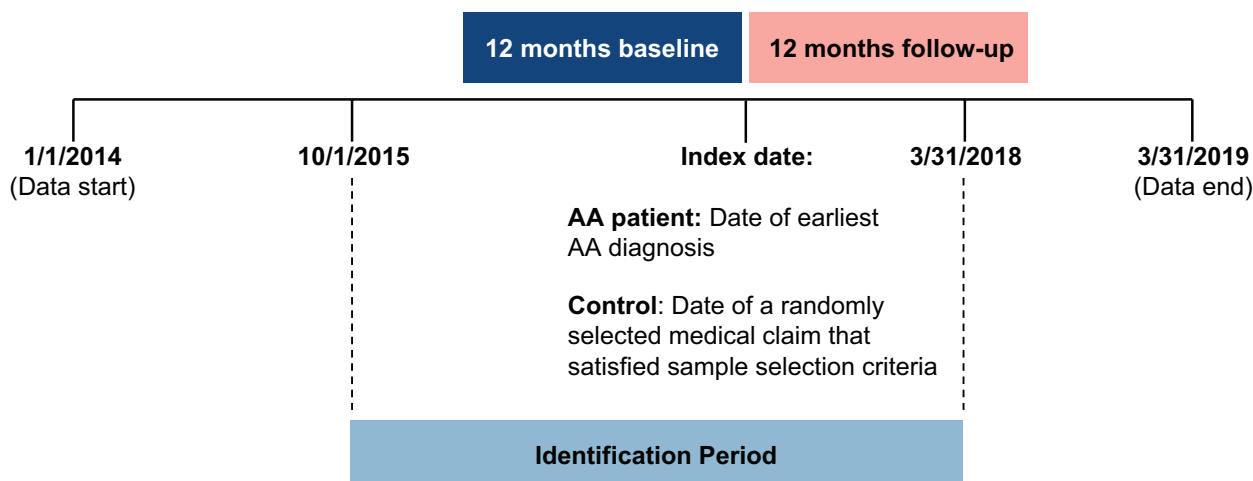 12 months baseline
12 months follow-up
1/1/2014
(Data start)
10/1/2015
Index date:
3/31/2018
3/31/2019
(Data end)
AA patient: Date of earliest
AA diagnosis
Control: Date of a randomly
selected medical claim that
satisfied sample selection criteria
Identification Period